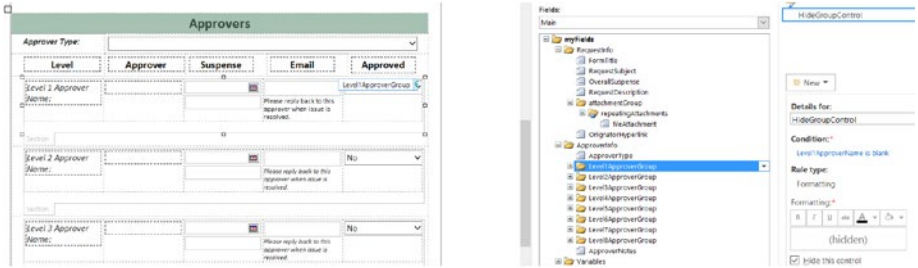 Approvers
Approver Type:
Level Approver Suspense Email Approved
Level 1 Approver
Name:
Level1ApproverGroup
Please reply back to this
approver when issue is
resolved.
Section
Level 2 Approver
Name:
No
Please reply back to this
approver when issue is
resolved.
Section
Level 3 Approver
Name:
No
Please reply back to this
approver when issue is
resolved.
Fields:
Main
myFields
RequestInfo
FormTitle
RequestSubject
OverallSuspense
RequestDescription
attachmentGroup
repeatingAttachments
fileAttachment
OriginatorHyperlink
ApproverInfo
ApproverType
Level1ApproverGroup
Level2ApproverGroup
Level3ApproverGroup
Level4ApproverGroup
Level5ApproverGroup
Level6ApproverGroup
Level7ApproverGroup
Level8ApproverGroup
ApproverNotes
Variables
HideGroupControl
New
Details for:
HideGroupControl
Condition:*
Level1ApproverName is blank
Rule type:
Formatting
Formatting:*
B I U abc A
(hidden)
Hide this control